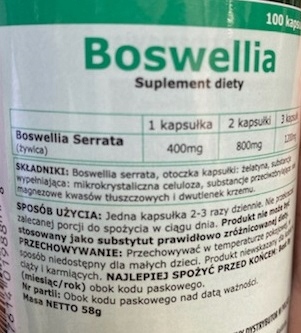 100 kaps
Boswellia
Suplement diety
1 kapsułka 2 kapsułki 3
Boswellia Serrata 400mg 800mg
(żywica)
SKŁADNIKI: Boswellia serrata, otoczka kapsułki: żelatyna, substancja
wypełniająca: mikrokrystaliczna celuloza, substancje
magnezowe kwasów tłuszczowych i dwutlenek krzemu.
SPOSÓB UŻYCIA: Jedna kapsułka 2-3 razy dziennie. Nie
zalecanej porcji do spożycia w ciągu dnia. Produkt nie może być
stosowany jako substytut prawidłowo zróżnicowanej diety.
PRZECHOWYWANIE: Przechowywać w temperaturze pokojowej, w
sposób niedostępny dla małych dzieci. Produkt
ciąży i karmiących. NAJLEPIEJ SPOŻYĆ PRZED KOŃCEM:
(miesiąc/rok) obok kodu paskowego.
Nr partii: Obok kodu paskowego nad datą ważności.
Masa NETTO 58g